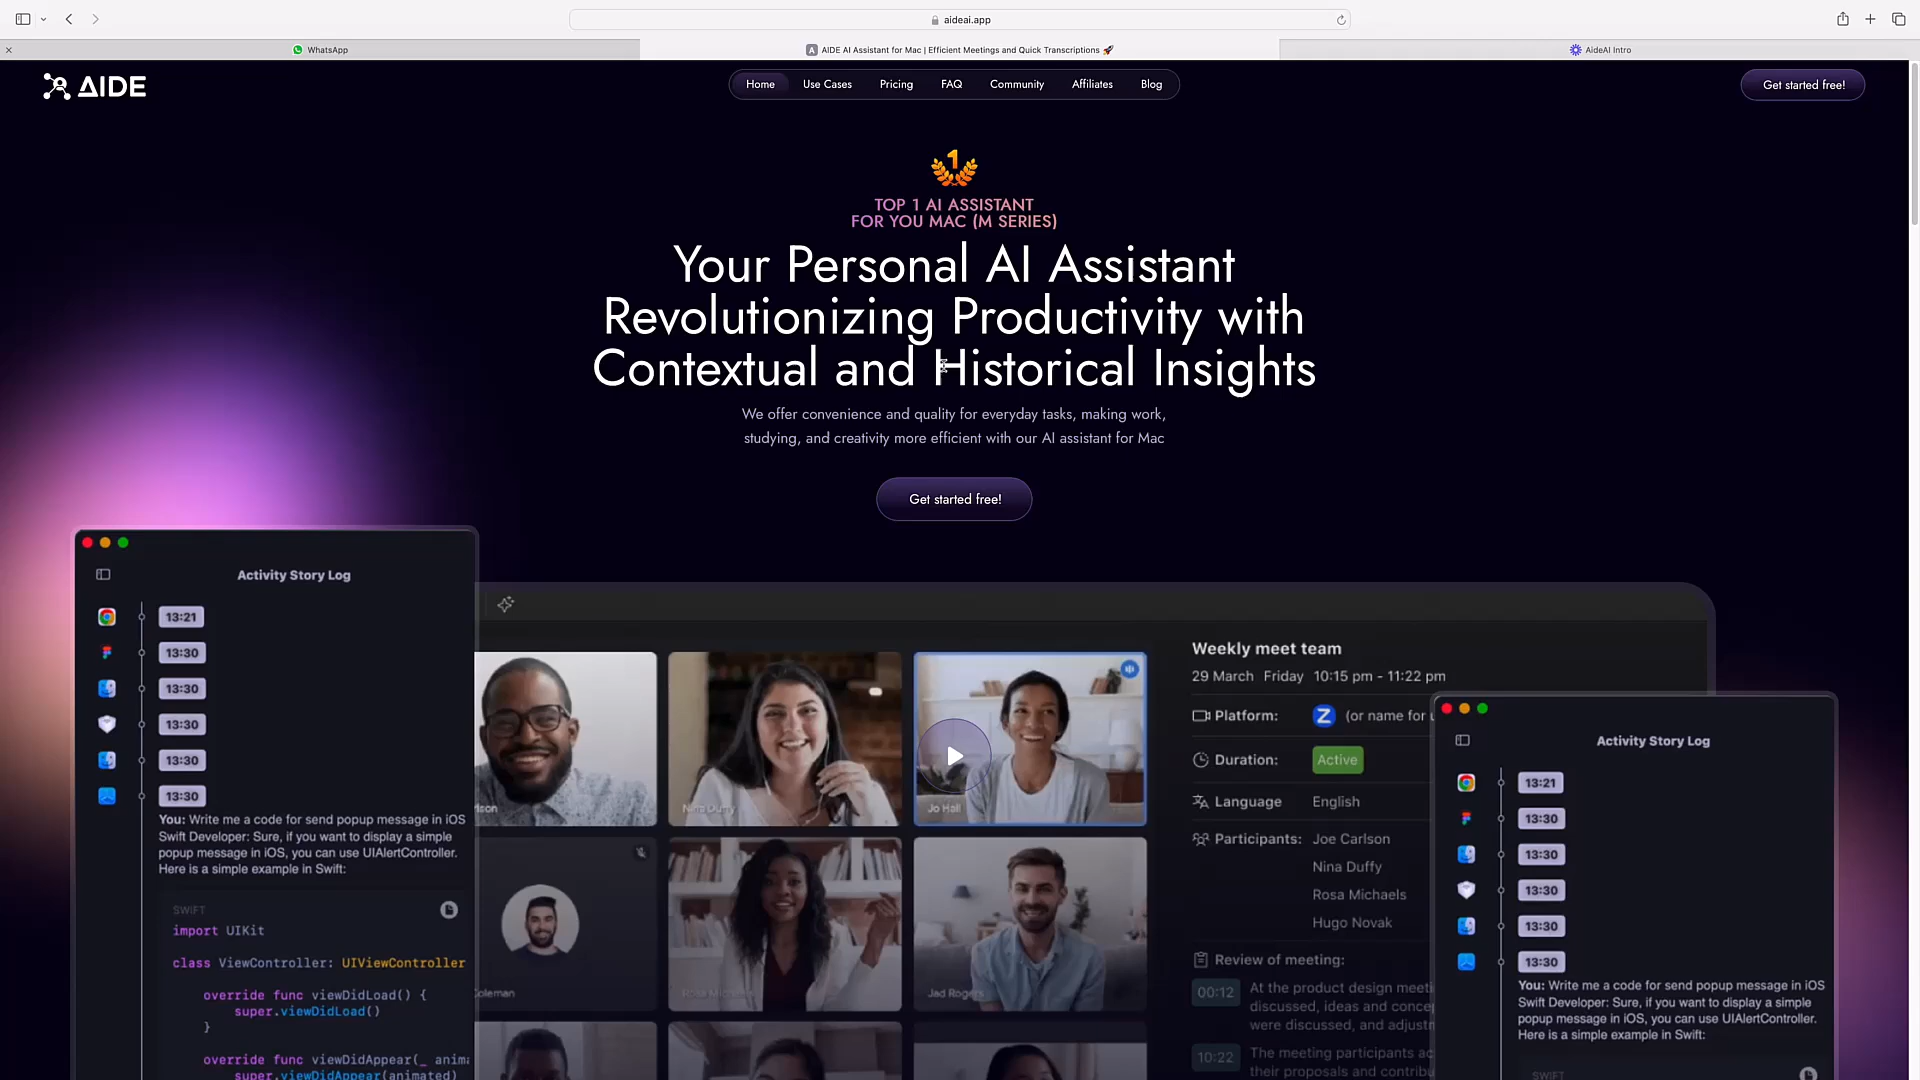 aideai.app
WhatsApp
AIDE AI Assistant for Mac | Efficient Meetings and Quick Transcriptions 🚀
AideAI Intro
AIDE
Home
Use Cases
Pricing
FAQ
Community
Affiliates
Blog
Get started free!
TOP 1 AI ASSISTANT
FOR YOU MAC (M SERIES)
Your Personal AI Assistant
Revolutionizing Productivity with
Contextual and Historical Insights
We offer convenience and quality for everyday tasks, making work,
studying, and creativity more efficient with our AI assistant for Mac
Get started free!
Activity Story Log
13:21
13:30
13:30
13:30
13:30
13:30
You: Write me a code for send popup message in iOS
Swift Developer: Sure, if you want to display a simple
popup message in iOS, you can use UIAlertController.
Here is a simple example in Swift:
SWIFT
import UIKit
class ViewController: UIViewController
override func viewDidLoad() {
super.viewDidLoad()
}
override func viewDidAppear(_ anima
super.viewDidAppear(animated)
Nina Duffy
Jo Hall
Jad Rogers
Weekly meet team
29 March Friday 10:15 pm - 11:22 pm
Platform:
Z
(or name for
Duration:
Active
Language
English
Participants:
Joe Carlson
Nina Duffy
Rosa Michaels
Hugo Novak
Review of meeting:
00:12
At the product design meeti
discussed, ideas and conce
were discussed, and adjust
10:22
The meeting participants ac
their proposals and contribu
Activity Story Log
13:21
13:30
13:30
13:30
13:30
13:30
You: Write me a code for send popup message in iOS
Swift Developer: Sure, if you want to display a simple
popup message in iOS, you can use UIAlertController.
Here is a simple example in Swift:
SWIFT